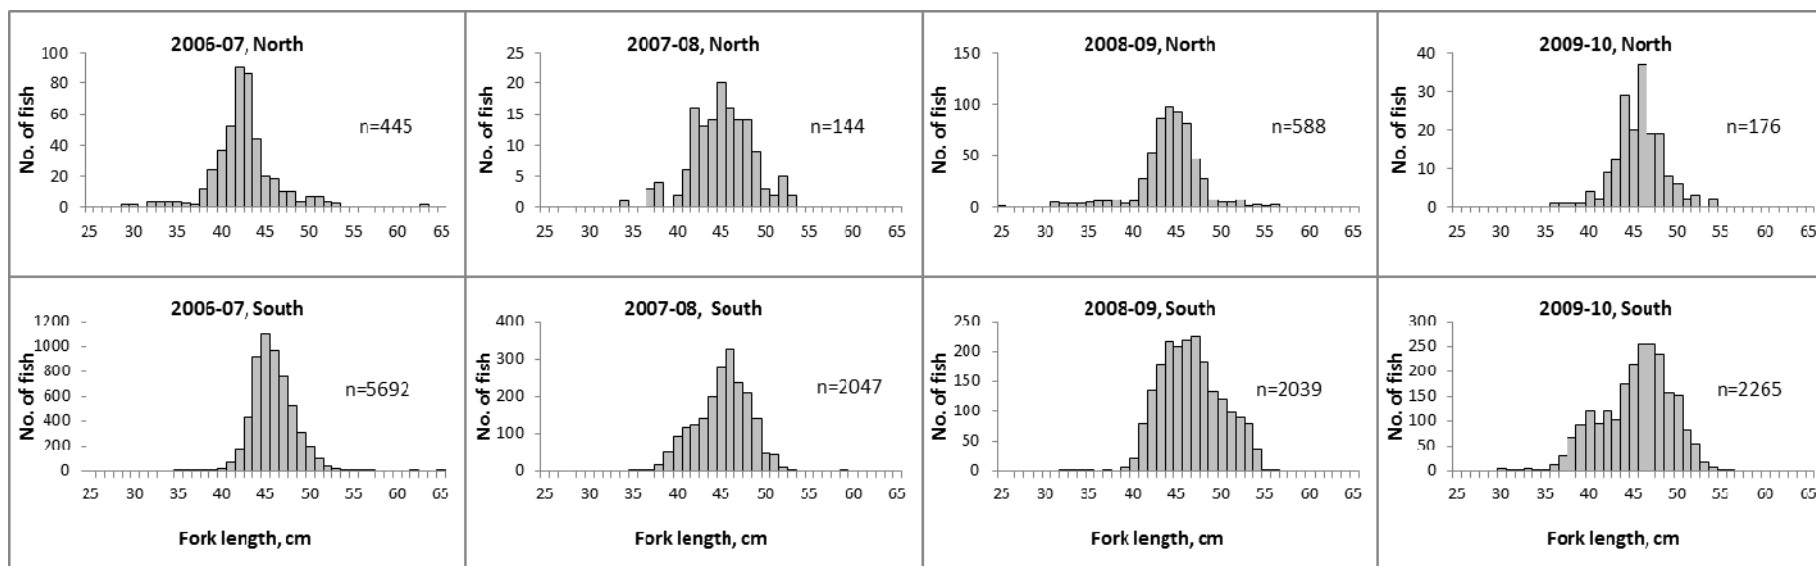 2006-07, North
100
80
60
40
20
0
No. of fish
n=445
25 30 35 40 45 50 55 60 65
2007-08, North
25
20
15
10
5
0
No. of fish
n=144
25 30 35 40 45 50 55 60 65
2008-09, North
150
100
50
0
No. of fish
n=588
25 30 35 40 45 50 55 60 65
2009-10, North
40
30
20
10
0
No. of fish
n=176
25 30 35 40 45 50 55 60 65
2006-07, South
1200
1000
800
600
400
200
0
No. of fish
n=5692
25 30 35 40 45 50 55 60 65
Fork length, cm
2007-08, South
400
300
200
100
0
No. of fish
n=2047
25 30 35 40 45 50 55 60 65
Fork length, cm
2008-09, South
250
200
150
100
50
0
No. of fish
n=2039
25 30 35 40 45 50 55 60 65
Fork length, cm
2009-10, South
300
250
200
150
100
50
0
No. of fish
n=2265
25 30 35 40 45 50 55 60 65
Fork length, cm